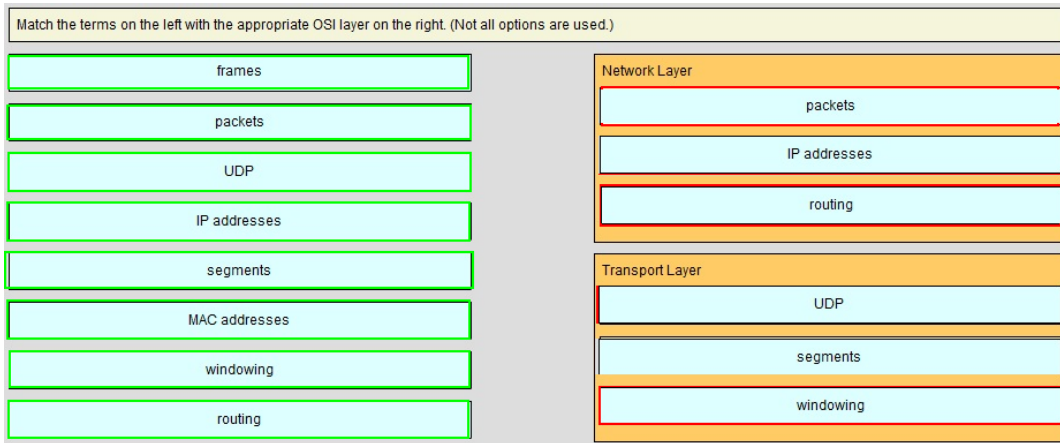 Match the terms on the left with the appropriate OSI layer on the right. (Not all options are used.)
frames
packets
UDP
IP addresses
segments
MAC addresses
windowing
routing
Network Layer
packets
IP addresses
routing
Transport Layer
UDP
segments
windowing